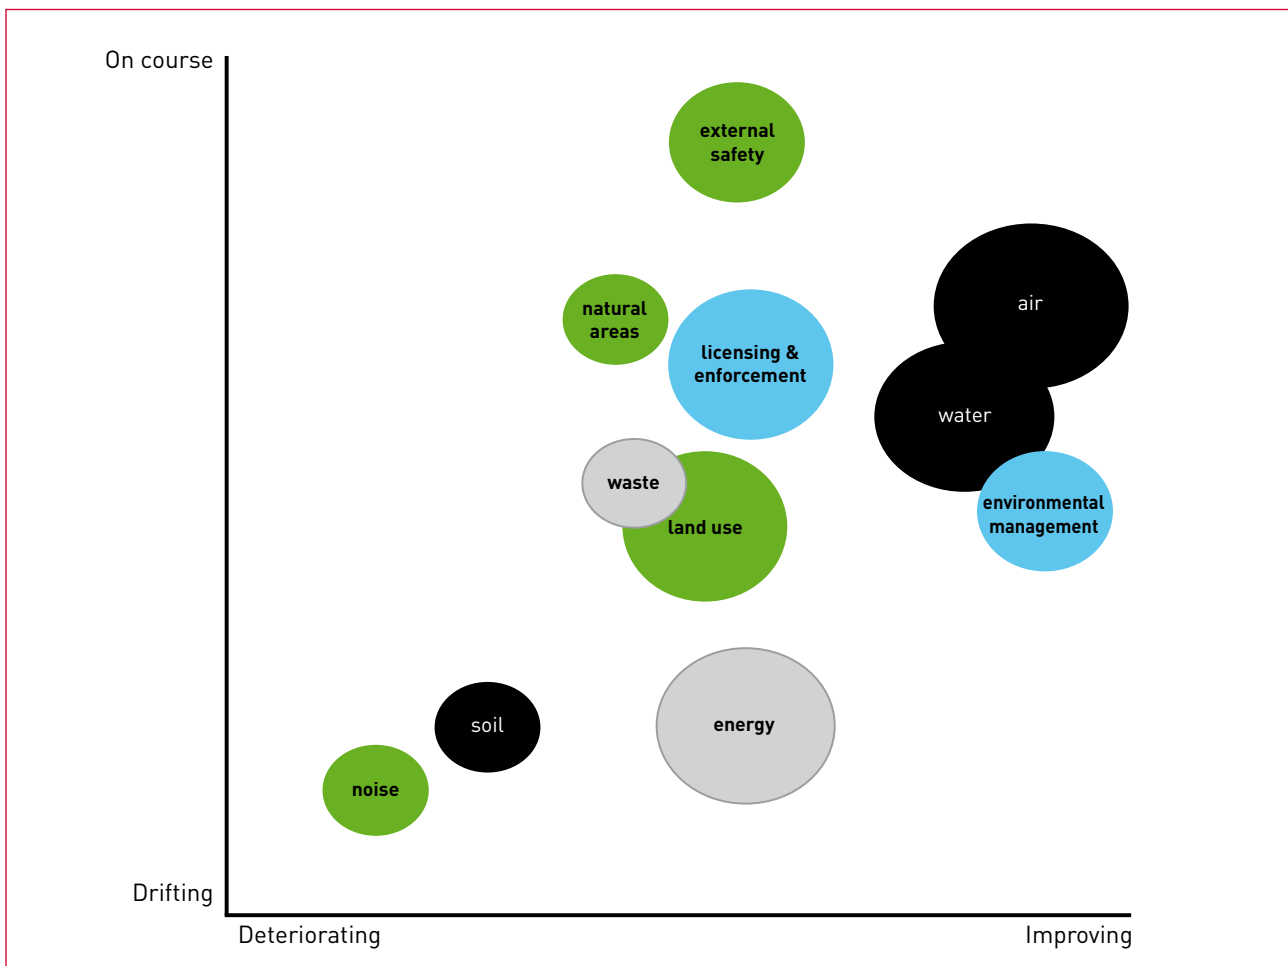 On course
external
safety
natural
areas
air
licensing &
enforcement
water
waste
land use
environmental
management
soil
energy
noise
Drifting
Deteriorating
Improving